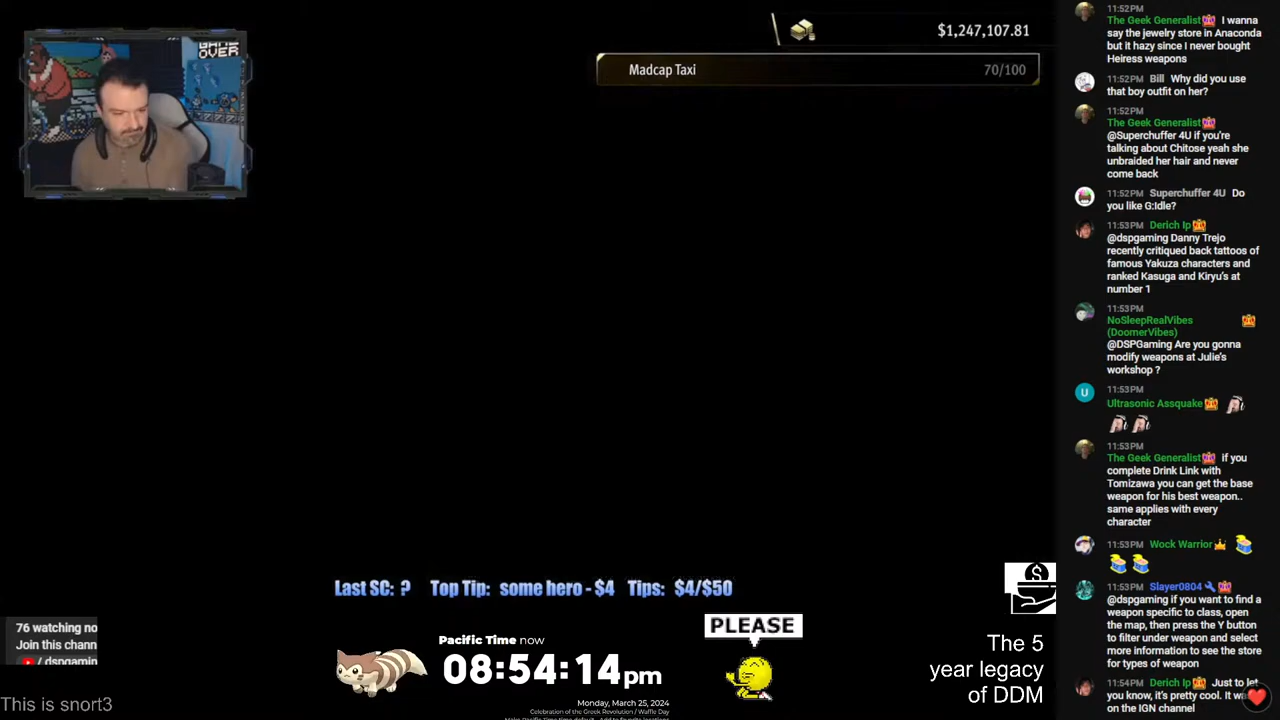 GAME
OVER
$1,247,107.81
Madcap Taxi 70/100
11:52PM
The Geek Generalist I wanna
say the jewelry store in Anaconda
but it hazy since I never bought
Heiress weapons
11:52PM Bill Why did you use
that boy outfit on her?
11:52PM
The Geek Generalist
@Superchuffer 4U if you're
talking about Chitose yeah she
unbraided her hair and never
come back
11:52PM Superchuffer 4U Do
you like G:Idle?
11:53PM Derich Ip
@dspgaming Danny Trejo
recently critiqued back tattoos of
famous Yakuza characters and
ranked Kasuga and Kiryu's at
number 1
11:53PM
NoSleepRealVibes
(DoomerVibes)
@DSPGaming Are you gonna
modify weapons at Julie's
workshop ?
11:53PM
U
Ultrasonic Assquake
11:53PM
The Geek Generalist if you
complete Drink Link with
Tomizawa you can get the base
weapon for his best weapon..
same applies with every
character
11:53PM Wock Warrior
11:53PM Slayer0804
@dspgaming if you want to find a
weapon specific to class, open
the map, then press the Y button
to filter under weapon and select
more information to see the store
for types of weapon
11:54PM Derich Ip Just to let
you know, it's pretty cool. It wa
on the IGN channel
Last SC: ? Top Tip: some hero - $4 Tips: $4/$50
76 watching no
Join this chann
/ dspgamin
This is snort3
Pacific Time now
08:54:14pm
Monday, March 25, 2024
Celebration of the Greek Revolution / Waffle Day
PLEASE
$
The 5
year legacy
of DDM